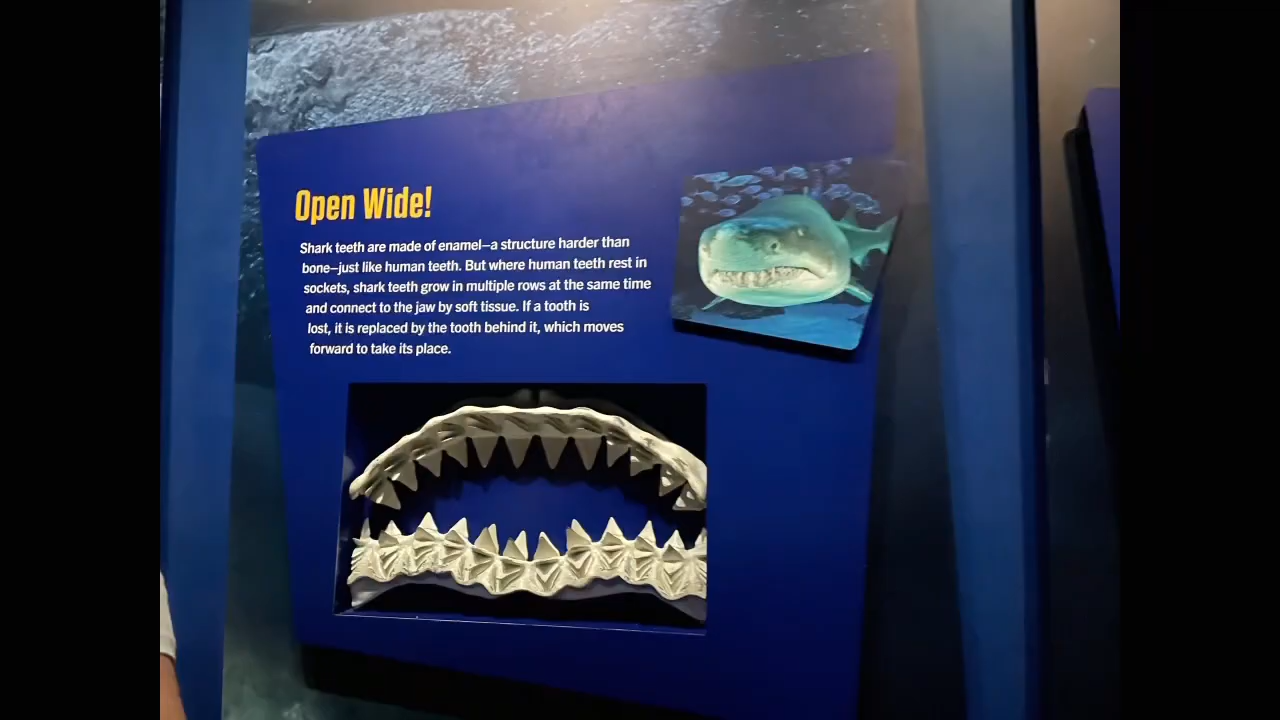 Open Wide!
Shark teeth are made of enamel—a structure harder than
bone—just like human teeth. But where human teeth rest in
sockets, shark teeth grow in multiple rows at the same time
and connect to the jaw by soft tissue. If a tooth is
lost, it is replaced by the tooth behind it, which moves
forward to take its place.